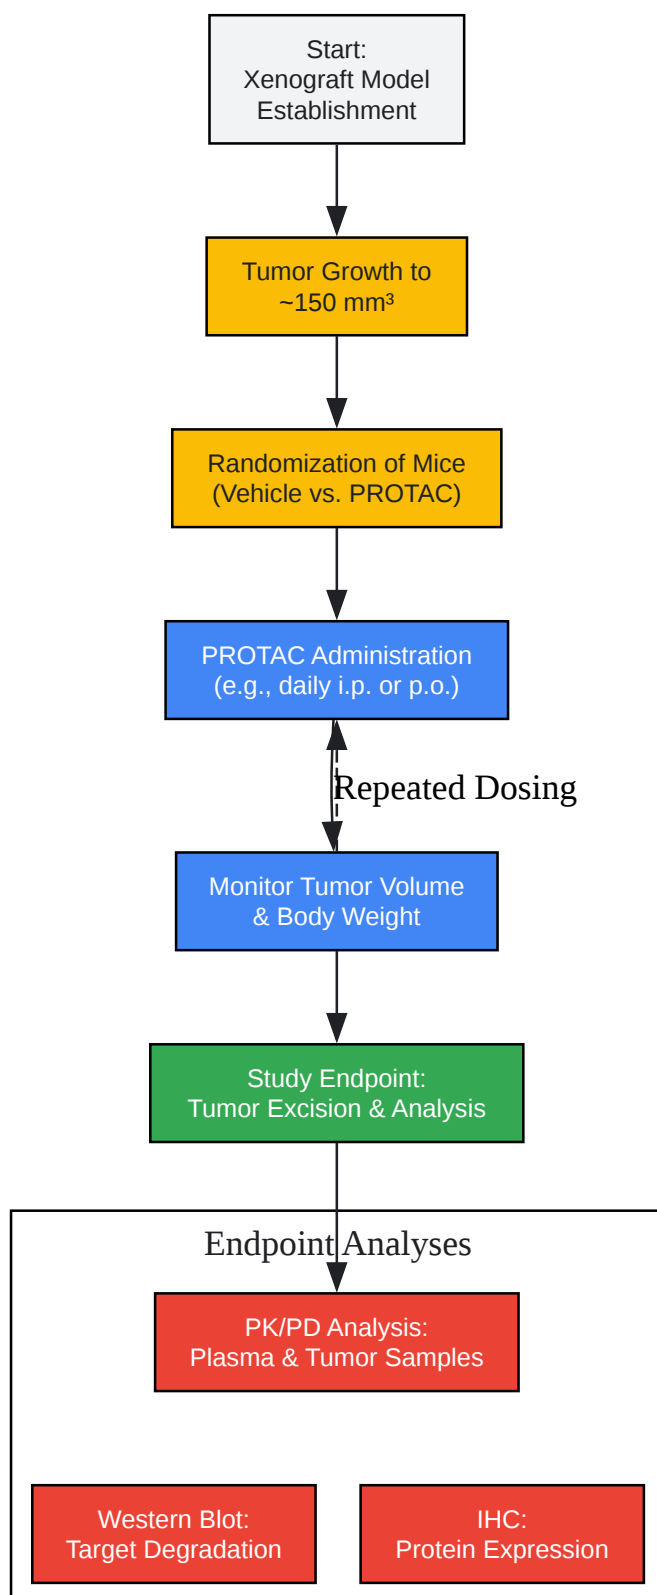 Start:
Xenograft Model
Establishment
Tumor Growth to
~150 mm³
Randomization of Mice
(Vehicle vs. PROTAC)
PROTAC Administration
(e.g., daily i.p. or p.o.)
Repeated Dosing
Monitor Tumor Volume
& Body Weight
Study Endpoint:
Tumor Excision & Analysis
Endpoint Analyses
PK/PD Analysis:
Plasma & Tumor Samples
Western Blot:
Target Degradation
IHC:
Protein Expression